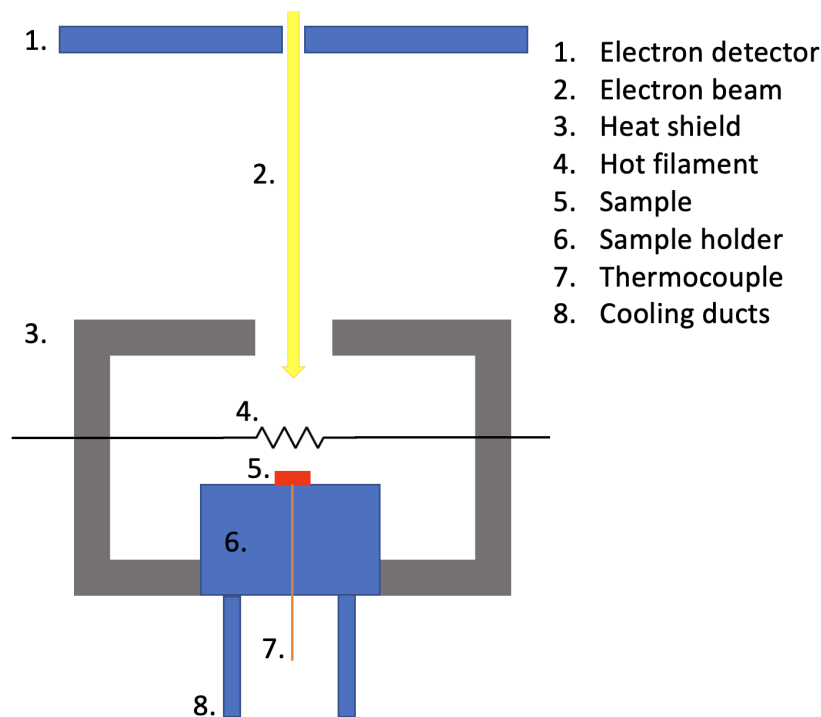 1.
2.
3.
4.
5.
6.
7.
8.
1. Electron detector
2. Electron beam
3. Heat shield
4. Hot filament
5. Sample
6. Sample holder
7. Thermocouple
8. Cooling ducts